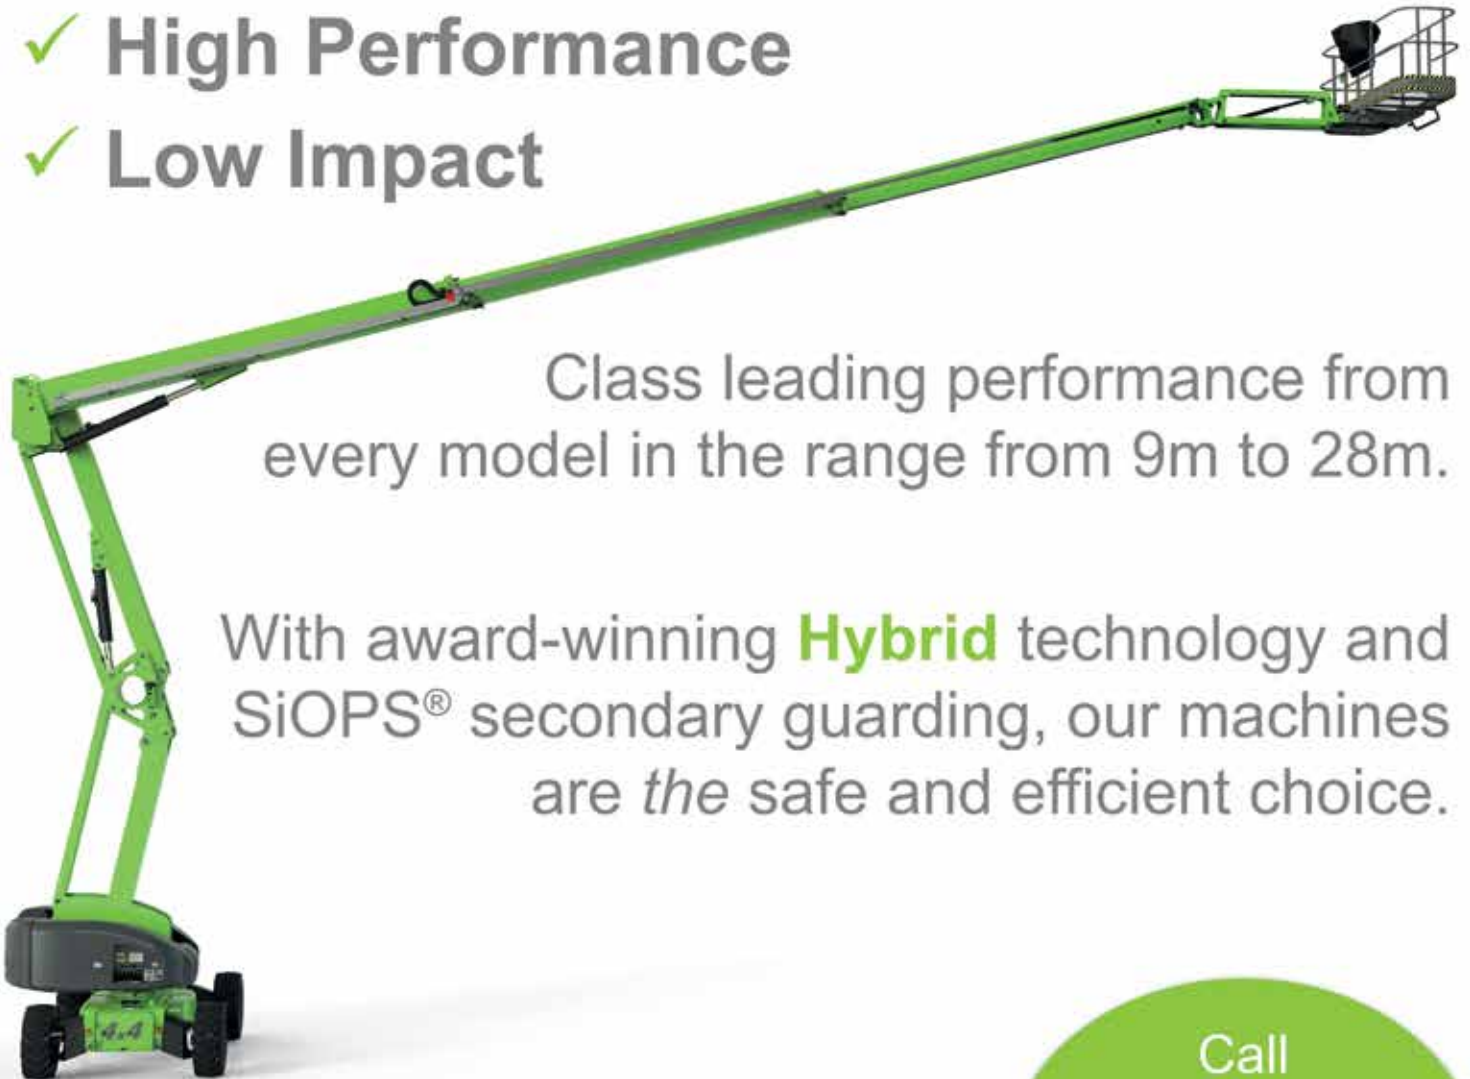 High Performance
Low Impact
Class leading performance from
every model in the range from 9m to 28m.
With award-winning Hybrid technology and
SiOPS® secondary guarding, our machines
are the safe and efficient choice.
4x4
Call